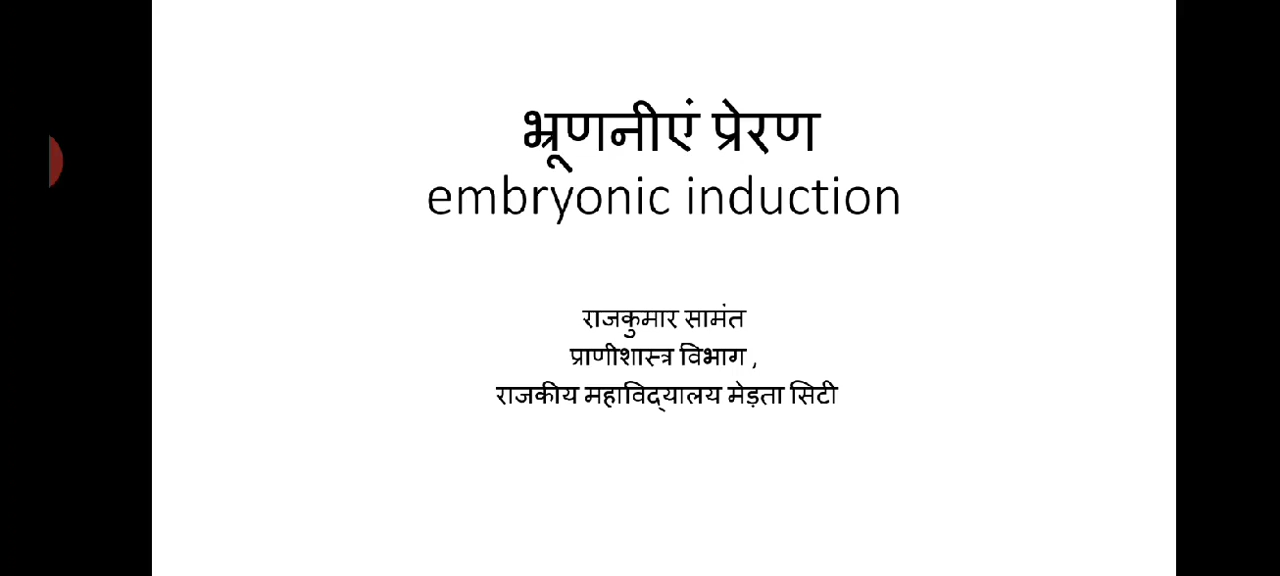 भ्रूणनीएं प्रेरण
embryonic induction
राजकुमार सामंत
प्राणीशास्त्र विभाग ,
राजकीय महाविद्यालय मेड़ता सिटी